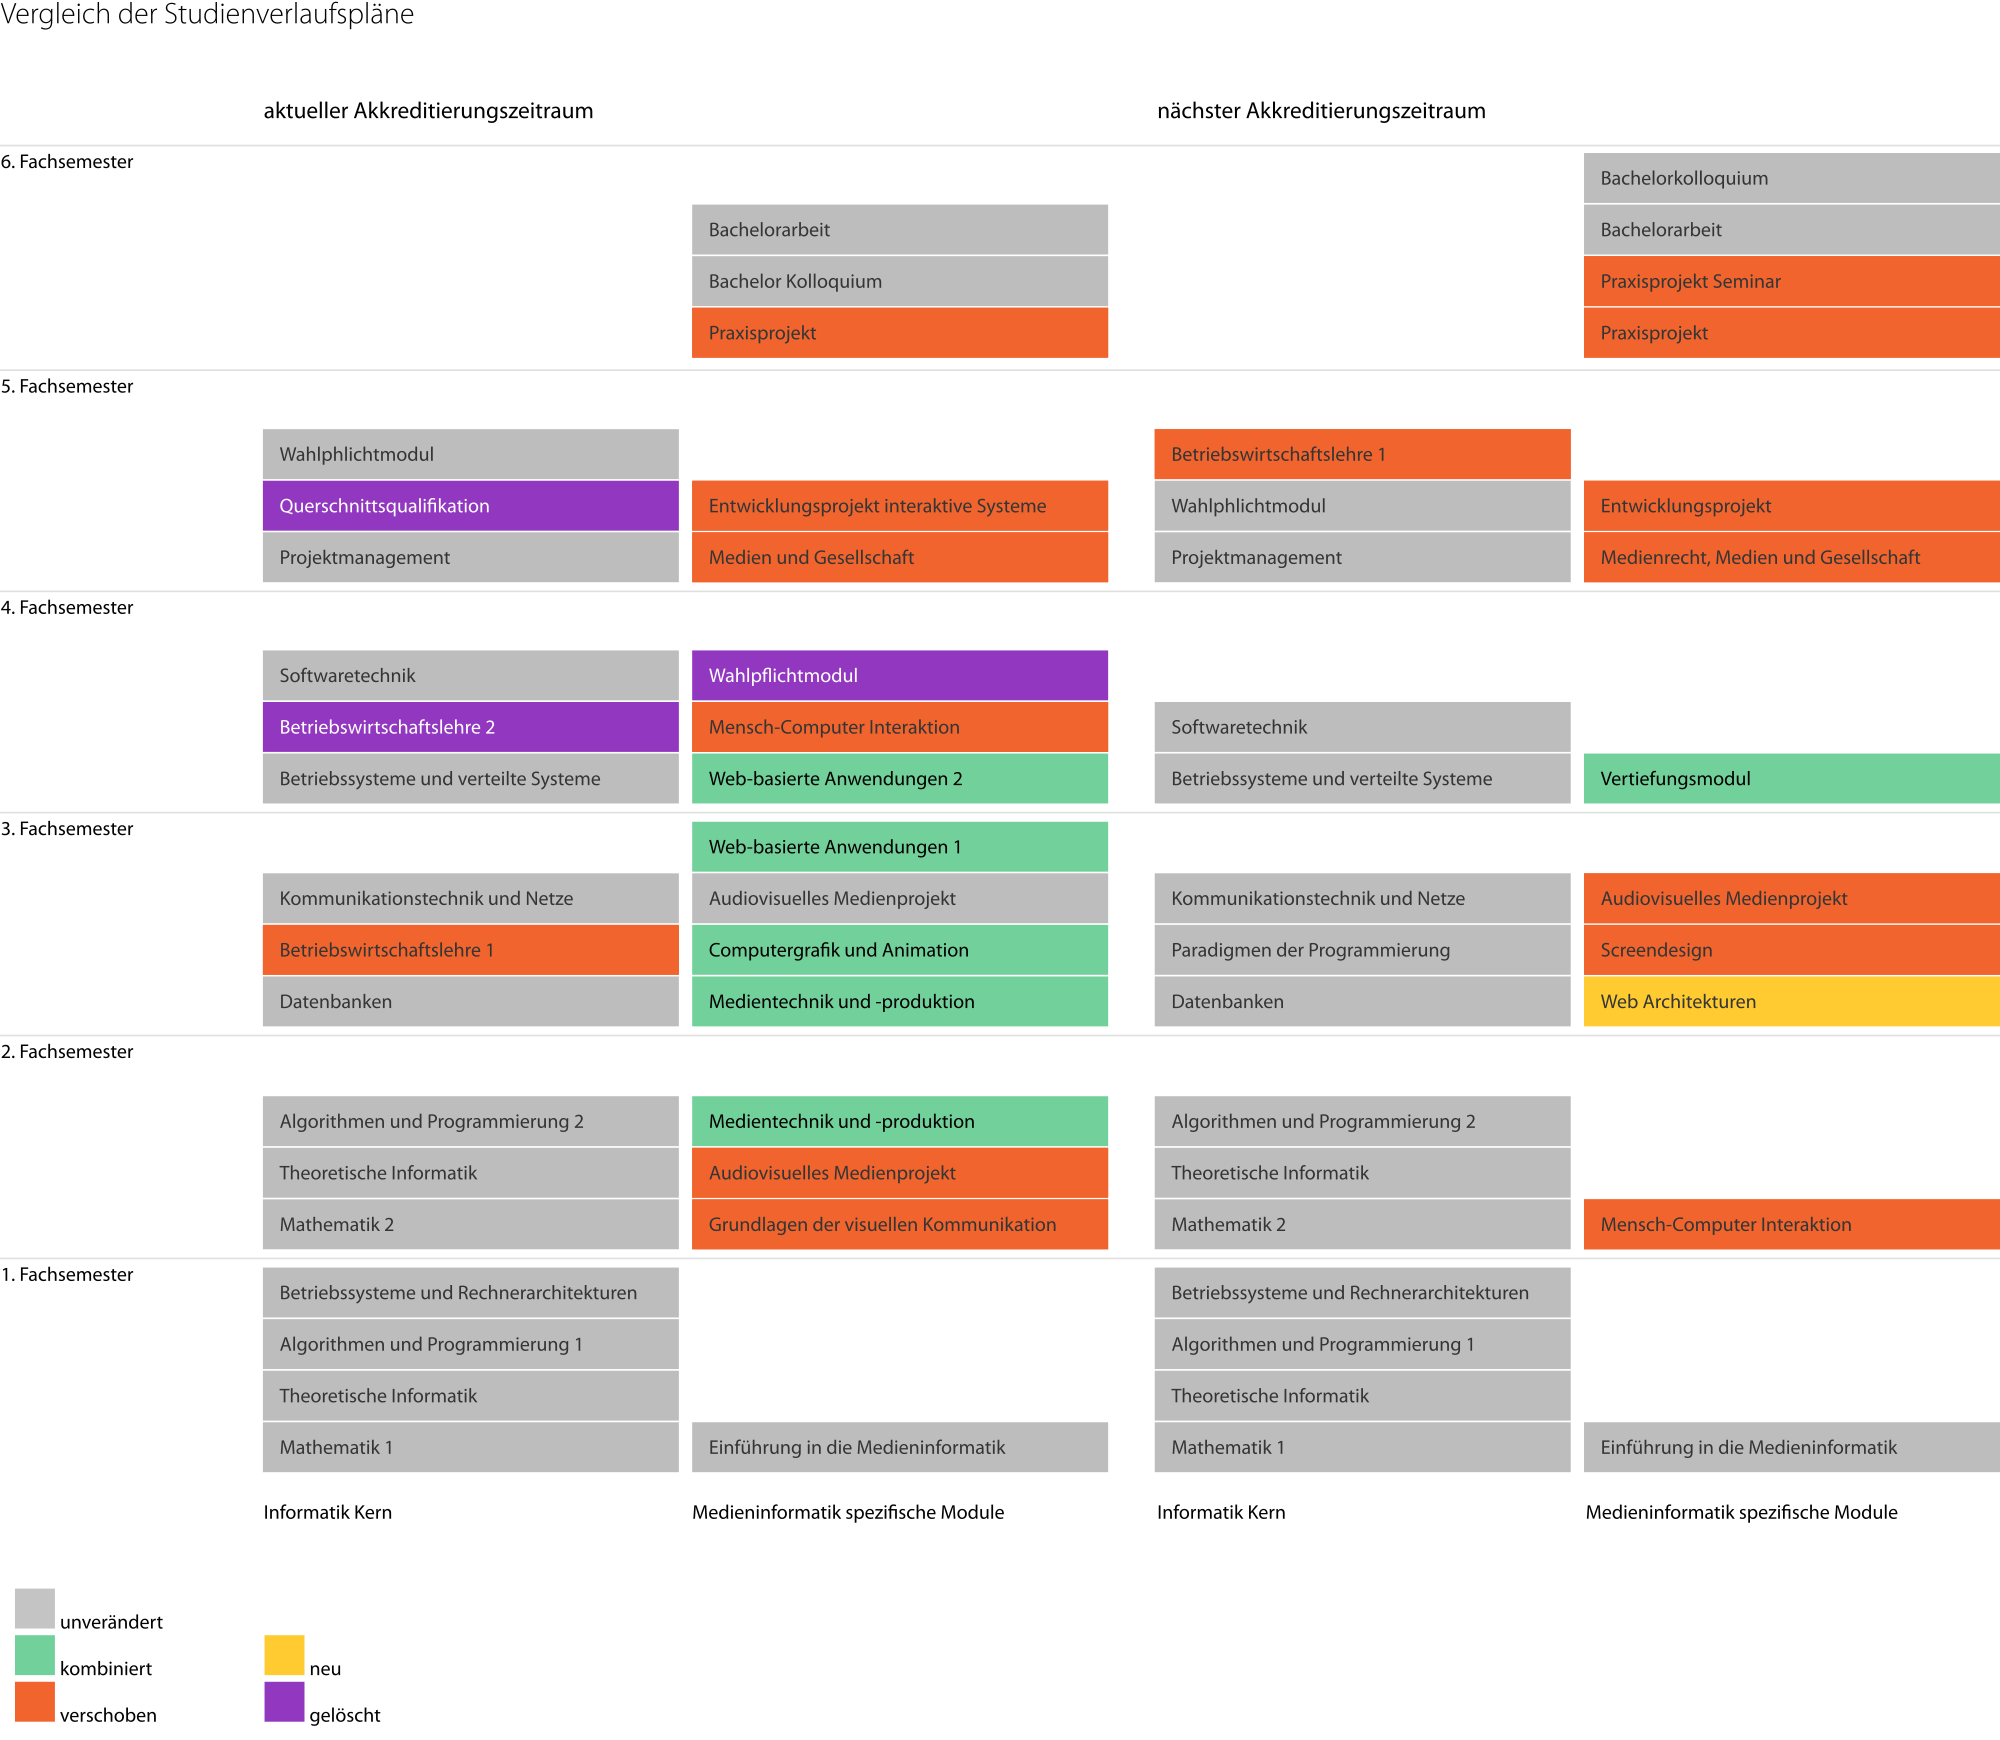 Vergleich der Studienverlaufspläne
aktueller Akkreditierungszeitraum
nächster Akkreditierungszeitraum
6. Fachsemester
Bachelorarbeit
Bachelor Kolloquium
Praxisprojekt
Bachelorkolloquium
Bachelorarbeit
Praxisprojekt Seminar
Praxisprojekt
5. Fachsemester
Wahlphlichtmodul
Querschnittsqualifikation
Projektmanagement
Entwicklungsprojekt interaktive Systeme
Medien und Gesellschaft
Betriebswirtschaftslehre 1
Wahlphlichtmodul
Projektmanagement
Entwicklungsprojekt
Medienrecht, Medien und Gesellschaft
4. Fachsemester
Softwaretechnik
Betriebswirtschaftslehre 2
Betriebssysteme und verteilte Systeme
Wahlpflichtmodul
Mensch-Computer Interaktion
Web-basierte Anwendungen 2
Softwaretechnik
Betriebssysteme und verteilte Systeme
Vertiefungsmodul
3. Fachsemester
Kommunikationstechnik und Netze
Betriebswirtschaftslehre 1
Datenbanken
Web-basierte Anwendungen 1
Audiovisuelles Medienprojekt
Computergrafik und Animation
Medientechnik und -produktion
Kommunikationstechnik und Netze
Paradigmen der Programmierung
Datenbanken
Audiovisuelles Medienprojekt
Screendesign
Web Architekturen
2. Fachsemester
Algorithmen und Programmierung 2
Theoretische Informatik
Mathematik 2
Medientechnik und -produktion
Audiovisuelles Medienprojekt
Grundlagen der visuellen Kommunikation
Algorithmen und Programmierung 2
Theoretische Informatik
Mathematik 2
Mensch-Computer Interaktion
1. Fachsemester
Betriebssysteme und Rechnerarchitekturen
Algorithmen und Programmierung 1
Theoretische Informatik
Mathematik 1
Einführung in die Medieninformatik
Betriebssysteme und Rechnerarchitekturen
Algorithmen und Programmierung 1
Theoretische Informatik
Mathematik 1
Einführung in die Medieninformatik
Informatik Kern
Medieninformatik spezifische Module
Informatik Kern
Medieninformatik spezifische Module
unverändert
kombiniert
verschoben
neu
gelöscht